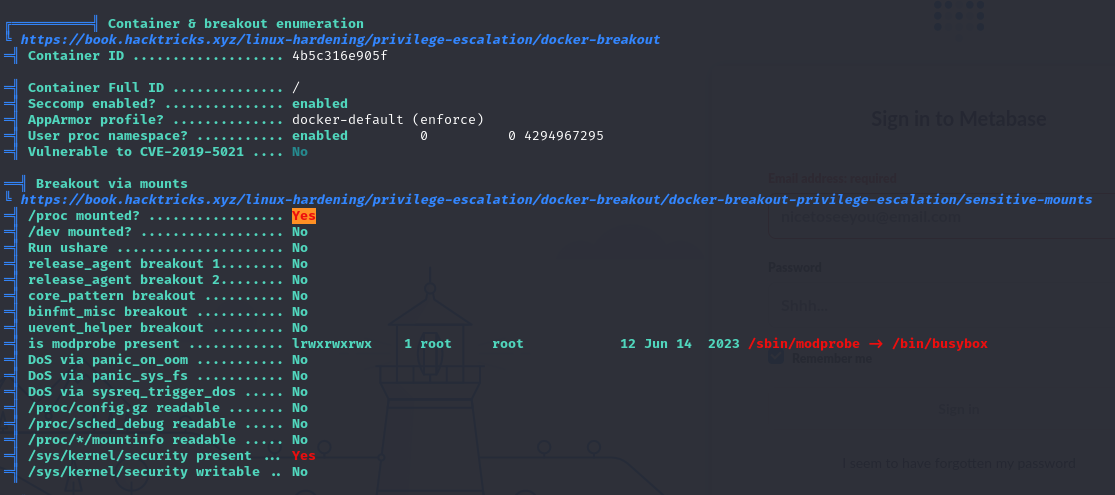 Container & breakout enumeration
https://book.hacktricks.xyz/linux-hardening/privilege-escalation/docker-breakout
Container ID ................... 4b5c316e905f
Container Full ID .............. /
Seccomp enabled? ............... enabled
AppArmor profile? .............. docker-default (enforce)
User proc namespace? ........... enabled         0          0 4294967295
Vulnerable to CVE-2019-5021 .... No
Breakout via mounts
https://book.hacktricks.xyz/linux-hardening/privilege-escalation/docker-breakout/docker-breakout-privilege-escalation/sensitive-mounts
/proc mounted? ................. Yes
/dev mounted? .................. No
Run ushare ..................... No
release_agent breakout 1........ No
release_agent breakout 2........ No
core_pattern breakout .......... No
binfmt_misc breakout ........... No
uevent_helper breakout ......... No
is modprobe present ............ lrwxrwxrwx    1 root     root            12 Jun 14  2023 /sbin/modprobe -> /bin/busybox
DoS via panic_on_oom ........... No
DoS via panic_sys_fs ........... No
DoS via sysreq_trigger_dos ..... No
/proc/config.gz readable ....... No
/proc/sched_debug readable ..... No
/proc/*/mountinfo readable ..... No
/sys/kernel/security present ... Yes
/sys/kernel/security writable .. No
Sign in to Metabase
Email address: required
Password
Shhh...
Remember me
Sign in
I seem to have forgotten my password